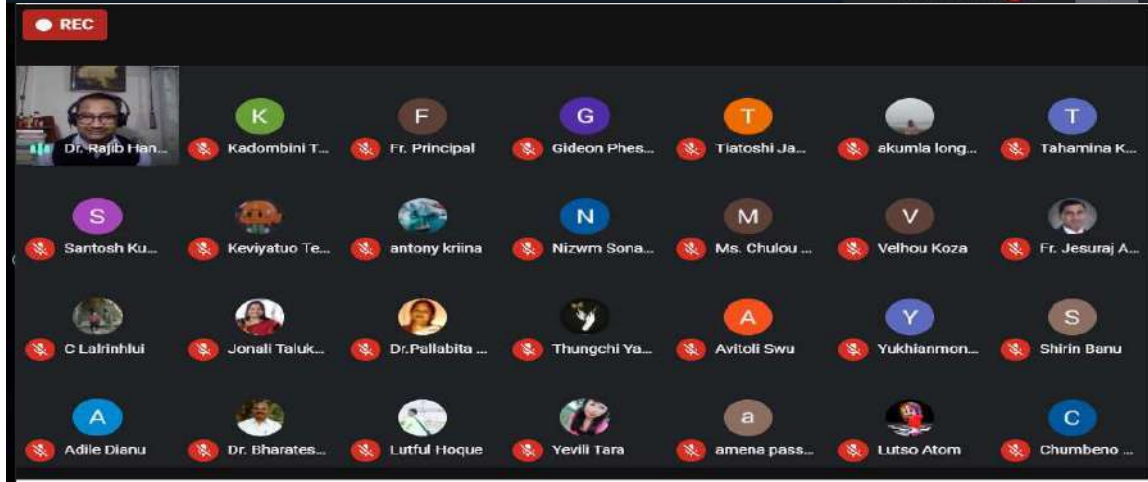 REC
Dr. Rajib Han...
K
Kadombini T...
F
Fr. Principal
G
Gideon Phes...
T
Tiatoshi Ja...
akumla long...
T
Tahamina K...
S
Santosh Ku...
Keviyatuo Te...
antony kriina
N
Nizwm Sona...
M
Ms. Chulou ...
V
Velhou Koza
Fr. Jesuraj A...
C Lalrinhlui
Jonali Taluk...
Dr.Pallabita ...
Thungchi Ya...
A
Avitoli Swu
Y
Yukhianmon...
S
Shirin Banu
A
Adile Dianu
Dr. Bharates...
Lutful Hoque
Yevili Tara
a
amena pass...
Lutso Atom
C
Chumbeno ...